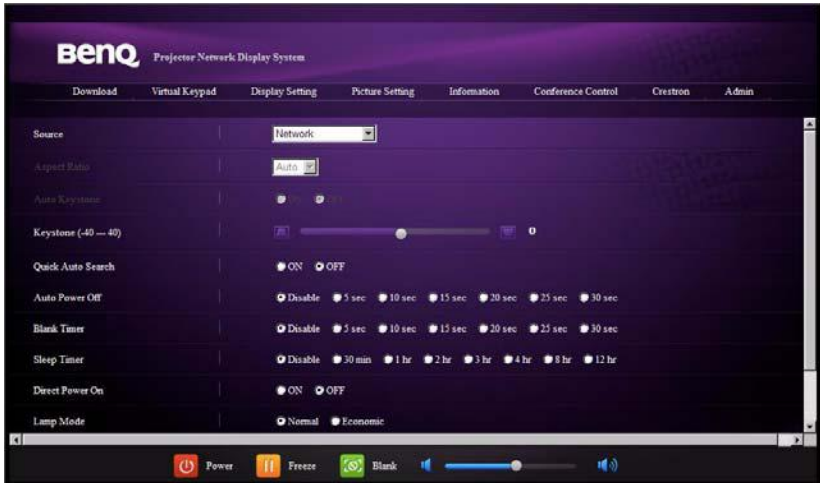 BenQ Projector Network Display System
Download Virtual Keypad Display Setting Picture Setting Information Conference Control Crestron Admin
Source Network
Aspect Ratio Auto
Auto Keystone ON OFF
Keystone (-40 --- 40) 0
Quick Auto Search ON OFF
Auto Power Off Disable 5 sec 10 sec 15 sec 20 sec 25 sec 30 sec
Blank Timer Disable 5 sec 10 sec 15 sec 20 sec 25 sec 30 sec
Sleep Timer Disable 30 min 1 hr 2 hr 3 hr 4 hr 8 hr 12 hr
Direct Power On ON OFF
Lamp Mode Normal Economic
Power Freeze Blank